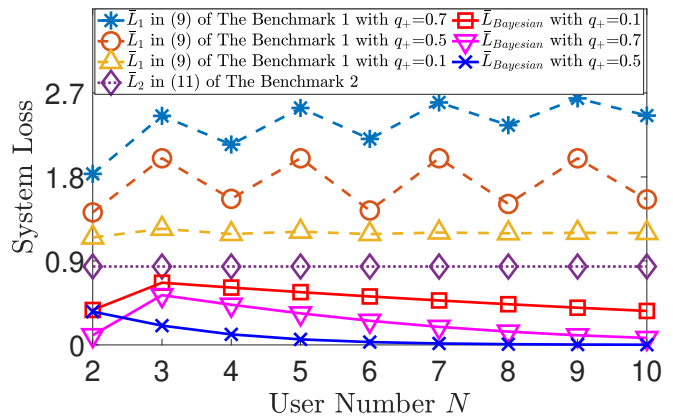 L̄₁ in (9) of The Benchmark 1 with q₊=0.7
L̄₁ in (9) of The Benchmark 1 with q₊=0.5
L̄₁ in (9) of The Benchmark 1 with q₊=0.1
L̄₂ in (11) of The Benchmark 2
L̄_Bayesian with q₊=0.1
L̄_Bayesian with q₊=0.7
L̄_Bayesian with q₊=0.5
System Loss
2.7
1.8
0.9
0
2 3 4 5 6 7 8 9 10
User Number N